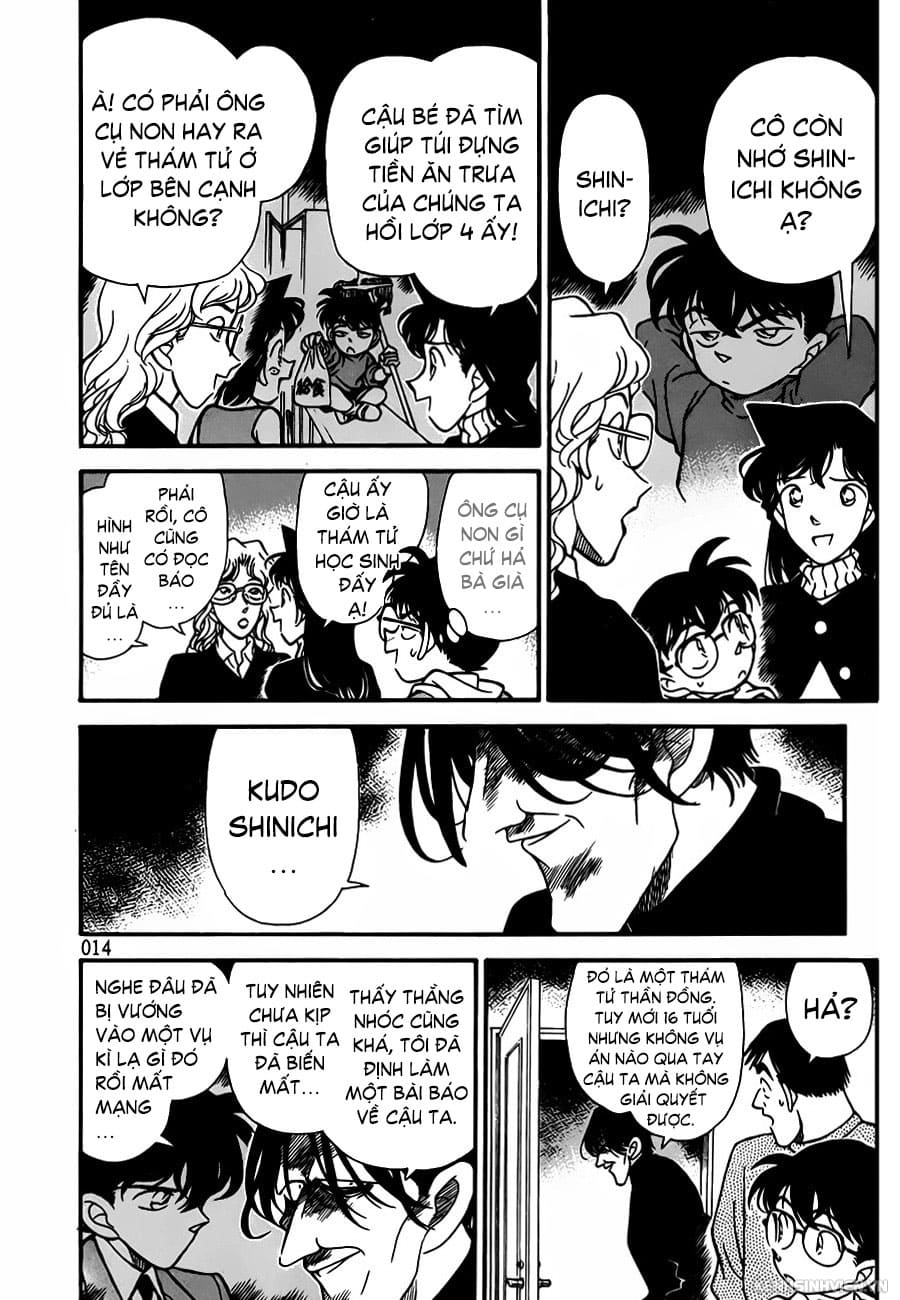 CÔ CÒN
NHỚ SHIN-
ICHI KHÔNG
Ạ?
SHIN-
ICHI?
CẬU BÉ ĐÃ TÌM
GIÚP TÚI ĐỰNG
TIỀN ĂN TRƯA
CỦA CHÚNG TA
HỒI LỚP 4 ẤY!
À! CÓ PHẢI ÔNG
CỤ NON HAY RA
VẺ THÁM TỬ Ở
LỚP BÊN CẠNH
KHÔNG?
給食
ÔNG CỤ
NON GÌ
CHỨ HẢ
BÀ GIÀ
...
CẬU ẤY
GIỜ LÀ
THÁM TỬ
HỌC SINH
ĐẤY
Ạ!
PHẢI
RỒI, CÔ
CŨNG
CÓ ĐỌC
BÁO
...
HÌNH
NHƯ
TÊN
ĐẦY
ĐỦ LÀ
...
KUDO
SHINICHI
...
014
HẢ?
ĐÓ LÀ MỘT THÁM
TỬ THẦN ĐỒNG.
TUY MỚI 16 TUỔI
NHƯNG KHÔNG VỤ
ÁN NÀO QUA TAY
CẬU TA MÀ KHÔNG
GIẢI QUYẾT
ĐƯỢC.
THẤY THẰNG
NHÓC CŨNG
KHÁ, TÔI ĐÃ
ĐỊNH LÀM
MỘT BÀI BÁO
VỀ CẬU TA.
TUY NHIÊN
CHƯA KỊP
THÌ CẬU TA
ĐÃ BIẾN
MẤT...
NGHE ĐÂU ĐÃ
BỊ VƯỚNG
VÀO MỘT VỤ
KÌ LẠ GÌ ĐÓ
RỒI MẤT
MẠNG
...